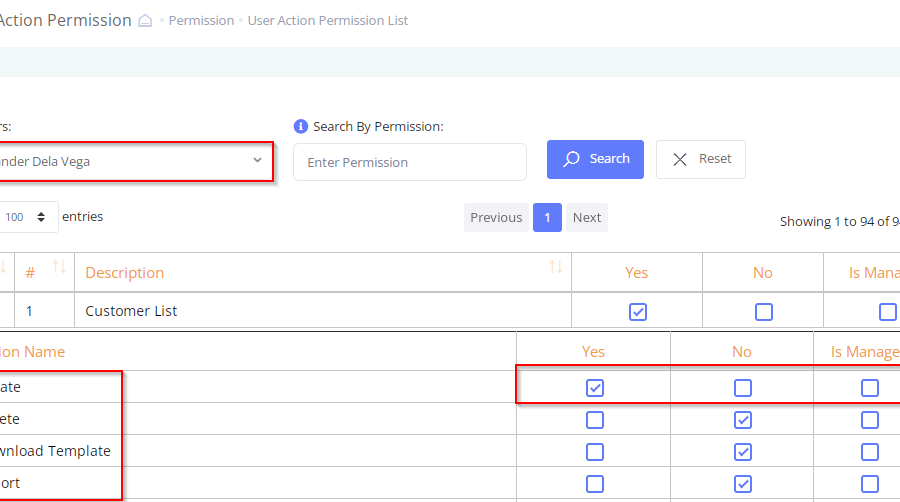 Action Permission Permission User Action Permission List
rs: Search By Permission:
nder Dela Vega Enter Permission Search Reset
100 entries Previous 1 Next Showing 1 to 94 of 94
# Description Yes No Is Mana
1 Customer List
ion Name Yes No Is Manage
ate
ete
wnload Template
ort